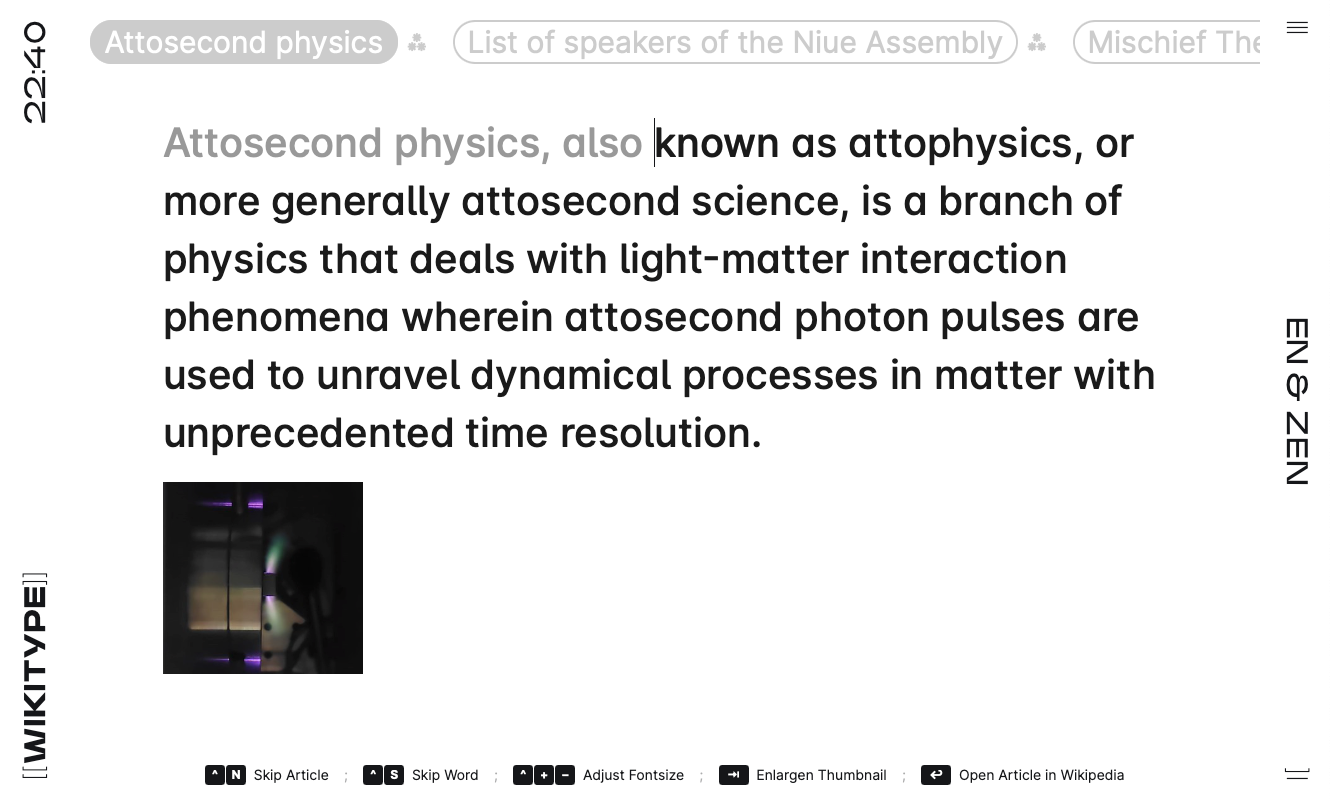 22:40
Attosecond physics
List of speakers of the Niue Assembly
Mischief The
Attosecond physics, also known as attophysics, or
more generally attosecond science, is a branch of
physics that deals with light-matter interaction
phenomena wherein attosecond photon pulses are
used to unravel dynamical processes in matter with
unprecedented time resolution.
EN & ZEN
[[WIKITYPE]]
^ N Skip Article ; ^ S Skip Word ; ^ + − Adjust Fontsize ; ⇥ Enlargen Thumbnail ; ↩ Open Article in Wikipedia